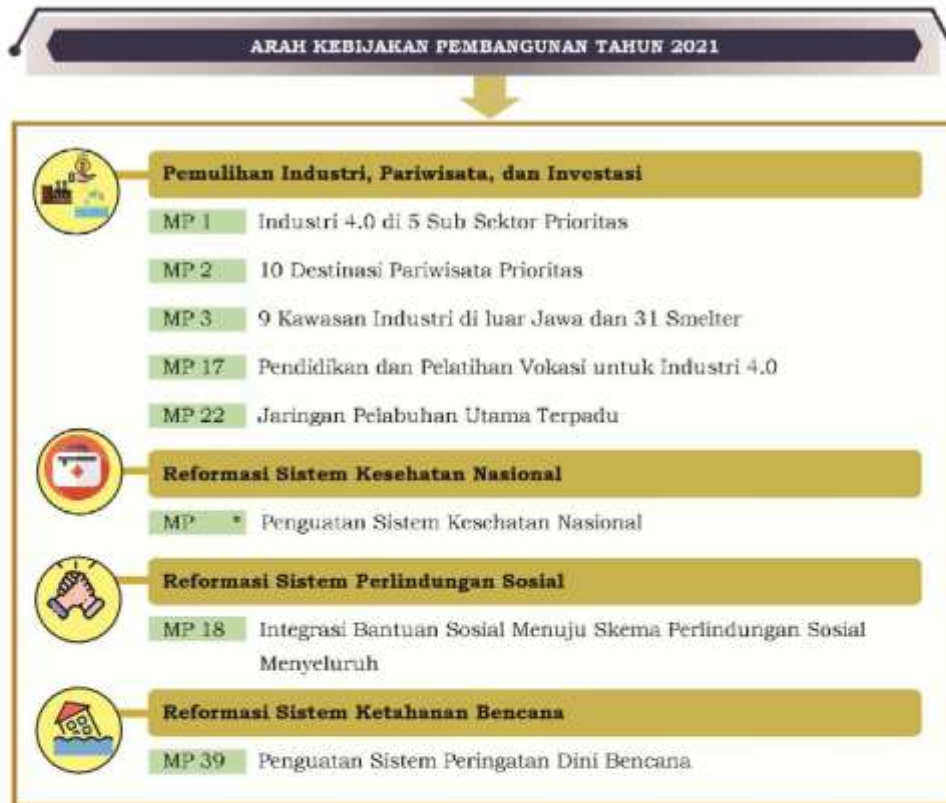 ARAH KEBIJAKAN PEMBANGUNAN TAHUN 2021
Pemulihan Industri, Pariwisata, dan Investasi
MP 1 Industri 4.0 di 5 Sub Sektor Prioritas
MP 2 10 Destinasi Pariwisata Prioritas
MP 3 9 Kawasan Industri di luar Jawa dan 31 Smelter
MP 17 Pendidikan dan Pelatihan Vokasi untuk Industri 4.0
MP 22 Jaringan Pelabuhan Utama Terpadu
Reformasi Sistem Kesehatan Nasional
MP * Penguatan Sistem Kesehatan Nasional
Reformasi Sistem Perlindungan Sosial
MP 18 Integrasi Bantuan Sosial Menuju Skema Perlindungan Sosial
Menyeluruh
Reformasi Sistem Ketahanan Bencana
MP 39 Penguatan Sistem Peringatan Dini Bencana